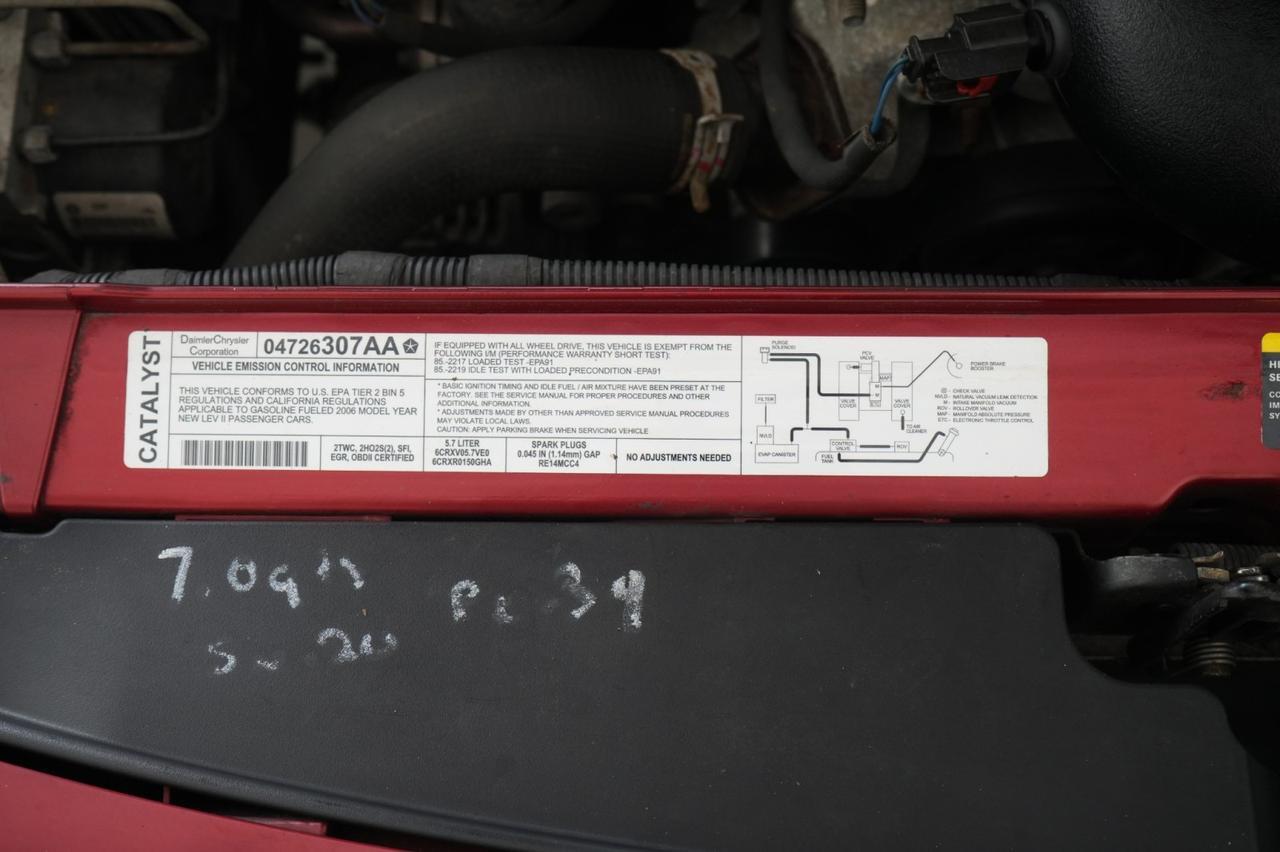 CATALYST
DaimlerChrysler
Corporation
04726307AA
VEHICLE EMISSION CONTROL INFORMATION
THIS VEHICLE CONFORMS TO U.S. EPA TIER 2 BIN 5
REGULATIONS AND CALIFORNIA REGULATIONS
APPLICABLE TO GASOLINE FUELED 2006 MODEL YEAR
NEW LEV II PASSENGER CARS.
2TWC, 2HO2S(2), SFI,
EGR, OBDII CERTIFIED
IF EQUIPPED WITH ALL WHEEL DRIVE, THIS VEHICLE IS EXEMPT FROM THE
FOLLOWING I/M (PERFORMANCE WARRANTY SHORT TEST):
85.-2217 LOADED TEST -EPA91
85.-2219 IDLE TEST WITH LOADED PRECONDITION -EPA91
* BASIC IGNITION TIMING AND IDLE FUEL / AIR MIXTURE HAVE BEEN PRESET AT THE
FACTORY. SEE THE SERVICE MANUAL FOR PROPER PROCEDURES AND OTHER
ADDITIONAL INFORMATION.
* ADJUSTMENTS MADE BY OTHER THAN APPROVED SERVICE MANUAL PROCEDURES
MAY VIOLATE LOCAL LAWS.
CAUTION: APPLY PARKING BRAKE WHEN SERVICING VEHICLE
5.7 LITER
6CRXV05.7VE0
6CRXR0150GHA
SPARK PLUGS
0.045 IN (1.14mm) GAP
RE14MCC4
NO ADJUSTMENTS NEEDED
PURGE
SOLENOID
PCV
VALVE
MAP
M
M
ETC
POWER BRAKE
BOOSTER
FILTER
VALVE
COVER
VALVE
COVER
TO AIR
CLEANER
NVLD
EVAP CANISTER
CONTROL
VALVE
ROV
FUEL
TANK
- CHECK VALVE
NVLD - NATURAL VACUUM LEAK DETECTION
M - INTAKE MANIFOLD VACUUM
ROV - ROLLOVER VALVE
MAP - MANIFOLD ABSOLUTE PRESSURE
ETC - ELECTRONIC THROTTLE CONTROL
7.0
34
5